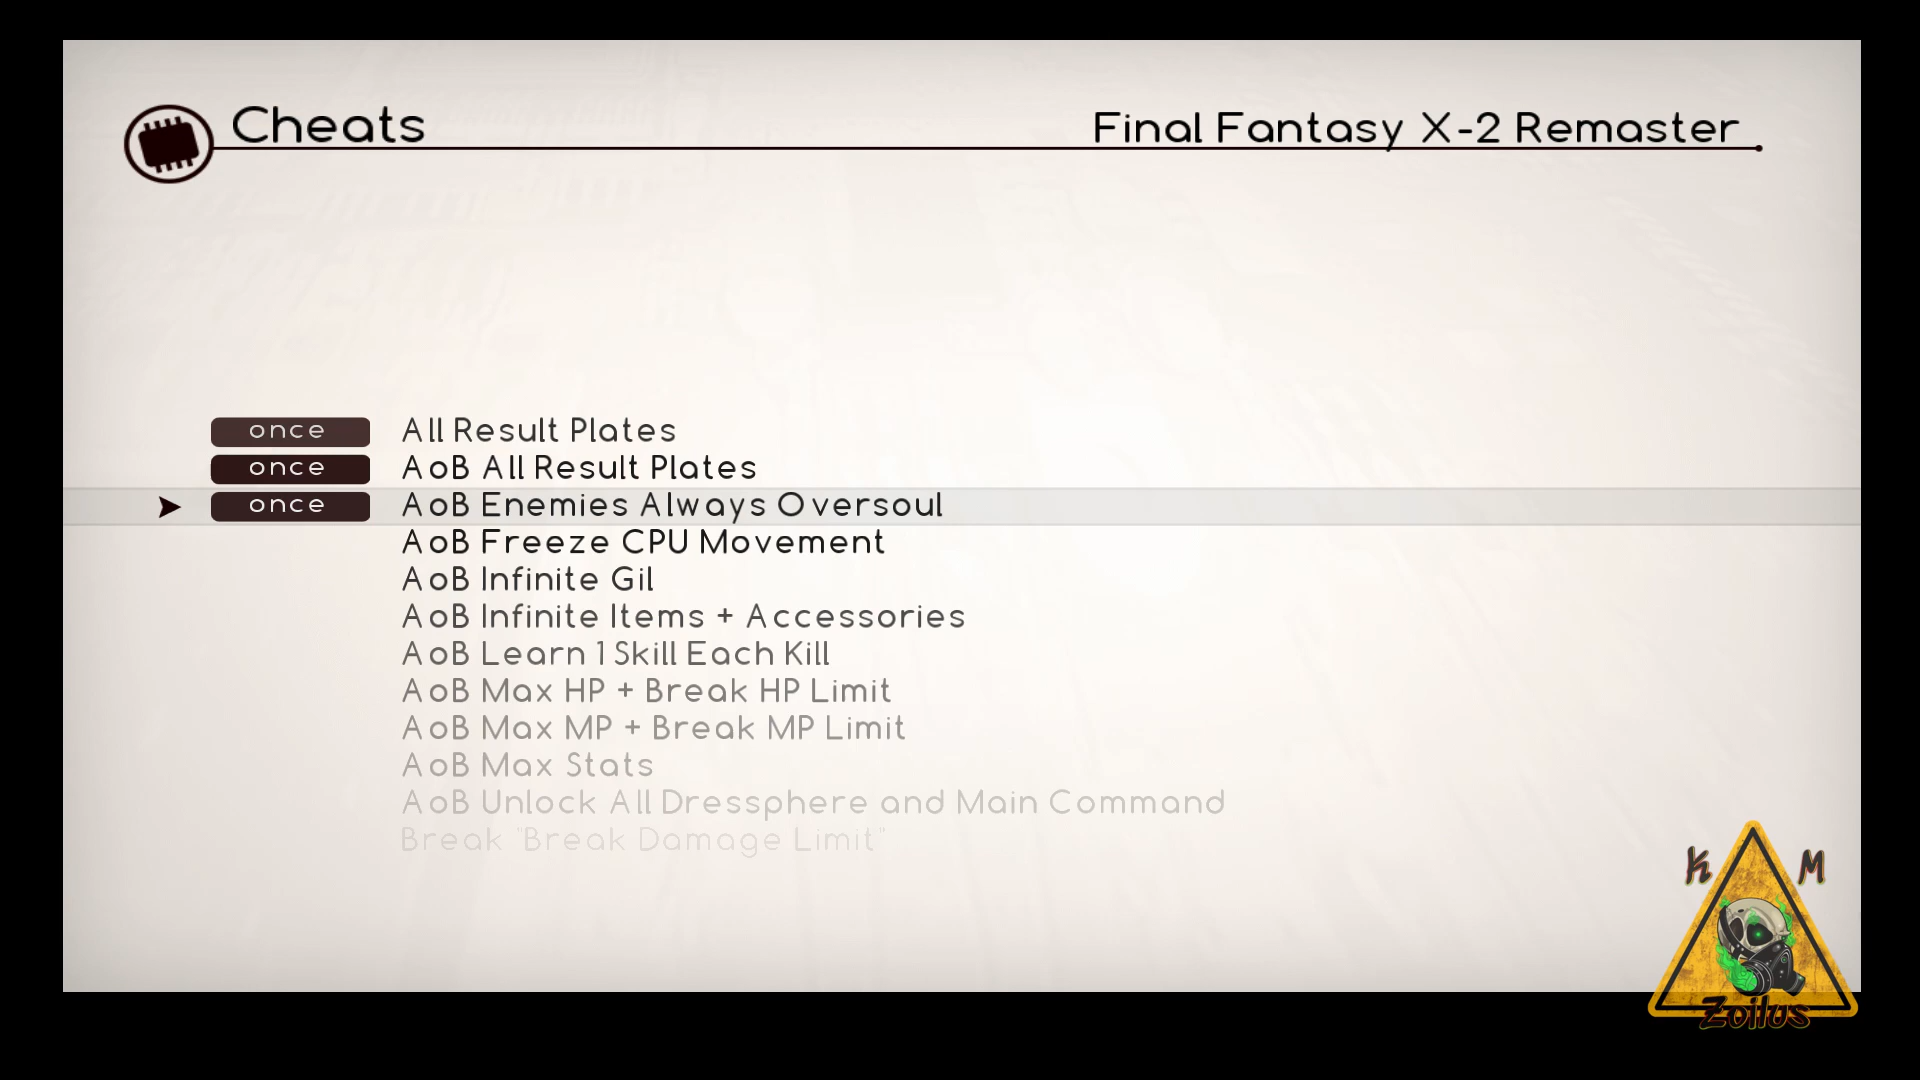 Cheats
Final Fantasy X-2 Remaster
once All Result Plates
once AoB All Result Plates
once AoB Enemies Always Oversoul
AoB Freeze CPU Movement
AoB Infinite Gil
AoB Infinite Items + Accessories
AoB Learn 1 Skill Each Kill
AoB Max HP + Break HP Limit
AoB Max MP + Break MP Limit
AoB Max Stats
AoB Unlock All Dressphere and Main Command
Break "Break Damage Limit"
K M
Zoilus